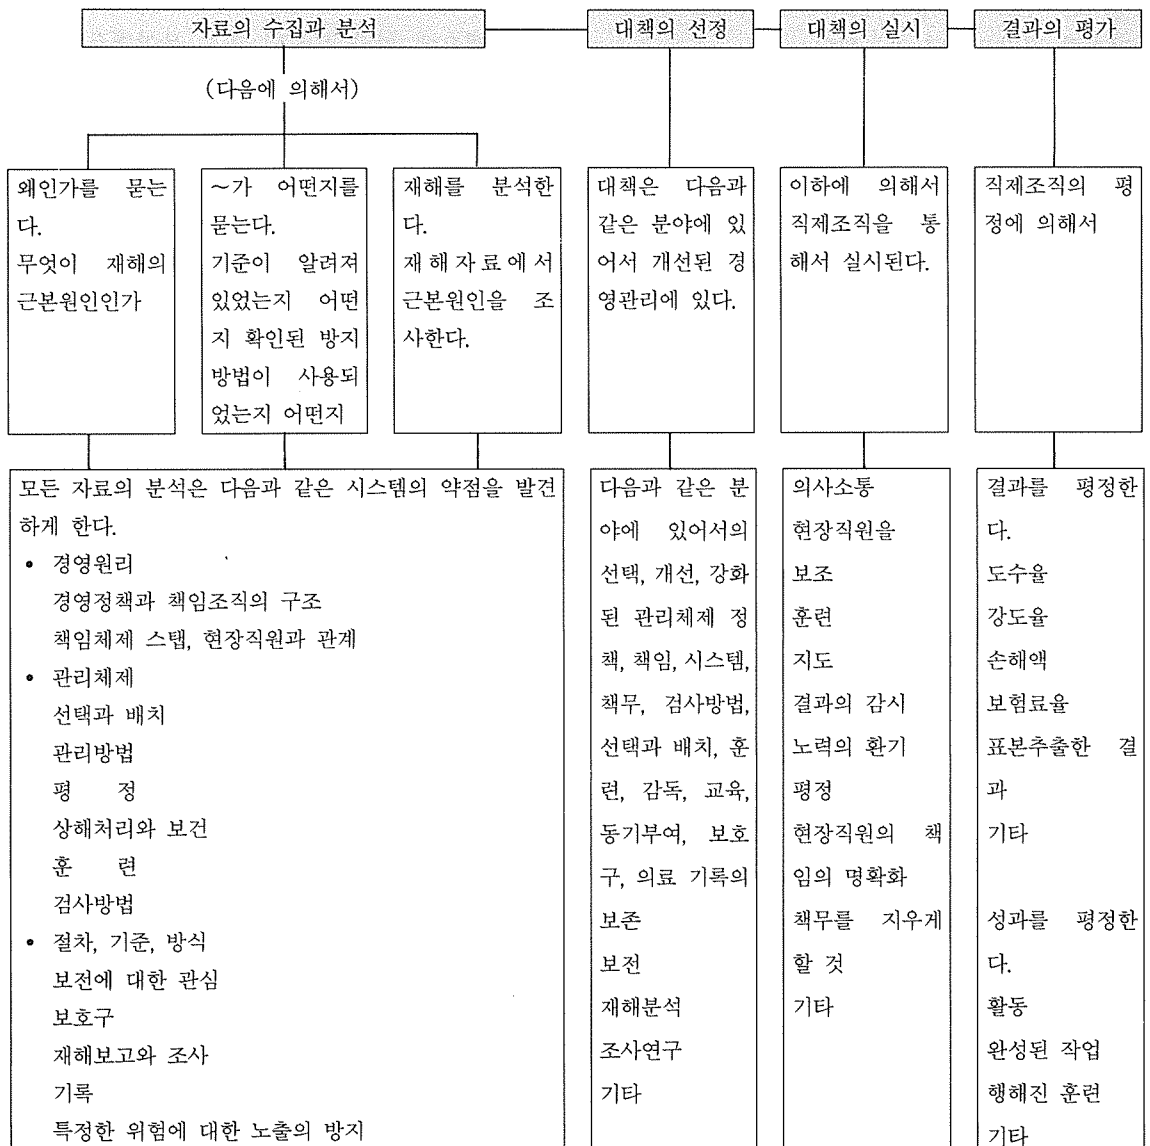 자료의 수집과 분석
대책의 선정
대책의 실시
결과의 평가
(다음에 의해서)
왜인가를 묻는
다.
무엇이 재해의
근본원인인가
~가 어떤지를
묻는다.
기준이 알려져
있었는지 어떤
지 확인된 방지
방법이 사용되
었는지 어떤지
재해를 분석한
다.
재해자료에서
근본원인을 조
사한다.
대책은 다음과
같은 분야에 있
어서 개선된 경
영관리에 있다.
이하에 의해서
직제조직을 통
해서 실시된다.
직제조직의 평
정에 의해서
모든 자료의 분석은 다음과 같은 시스템의 약점을 발견
하게 한다.
• 경영원리
경영정책과 책임조직의 구조
책임체제 스탭, 현장직원과 관계
• 관리체제
선택과 배치
관리방법
평 정
상해처리와 보건
훈 련
검사방법
• 절차, 기준, 방식
보전에 대한 관심
보호구
재해보고와 조사
기록
특정한 위험에 대한 노출의 방지
다음과 같은 분
야에 있어서의
선택, 개선, 강화
된 관리체제 정
책, 책임, 시스템,
책무, 검사방법,
선택과 배치, 훈
련, 감독, 교육,
동기부여, 보호
구, 의료 기록의
보존
보전
재해분석
조사연구
기타
의사소통
현장직원을
보조
훈련
지도
결과의 감시
노력의 환기
평정
현장직원의 책
임의 명확화
책무를 지우게
할 것
기타
결과를 평정한
다.
도수율
강도율
손해액
보험료율
표본추출한 결
과
기타
성과를 평정한
다.
활동
완성된 작업
행해진 훈련
기타